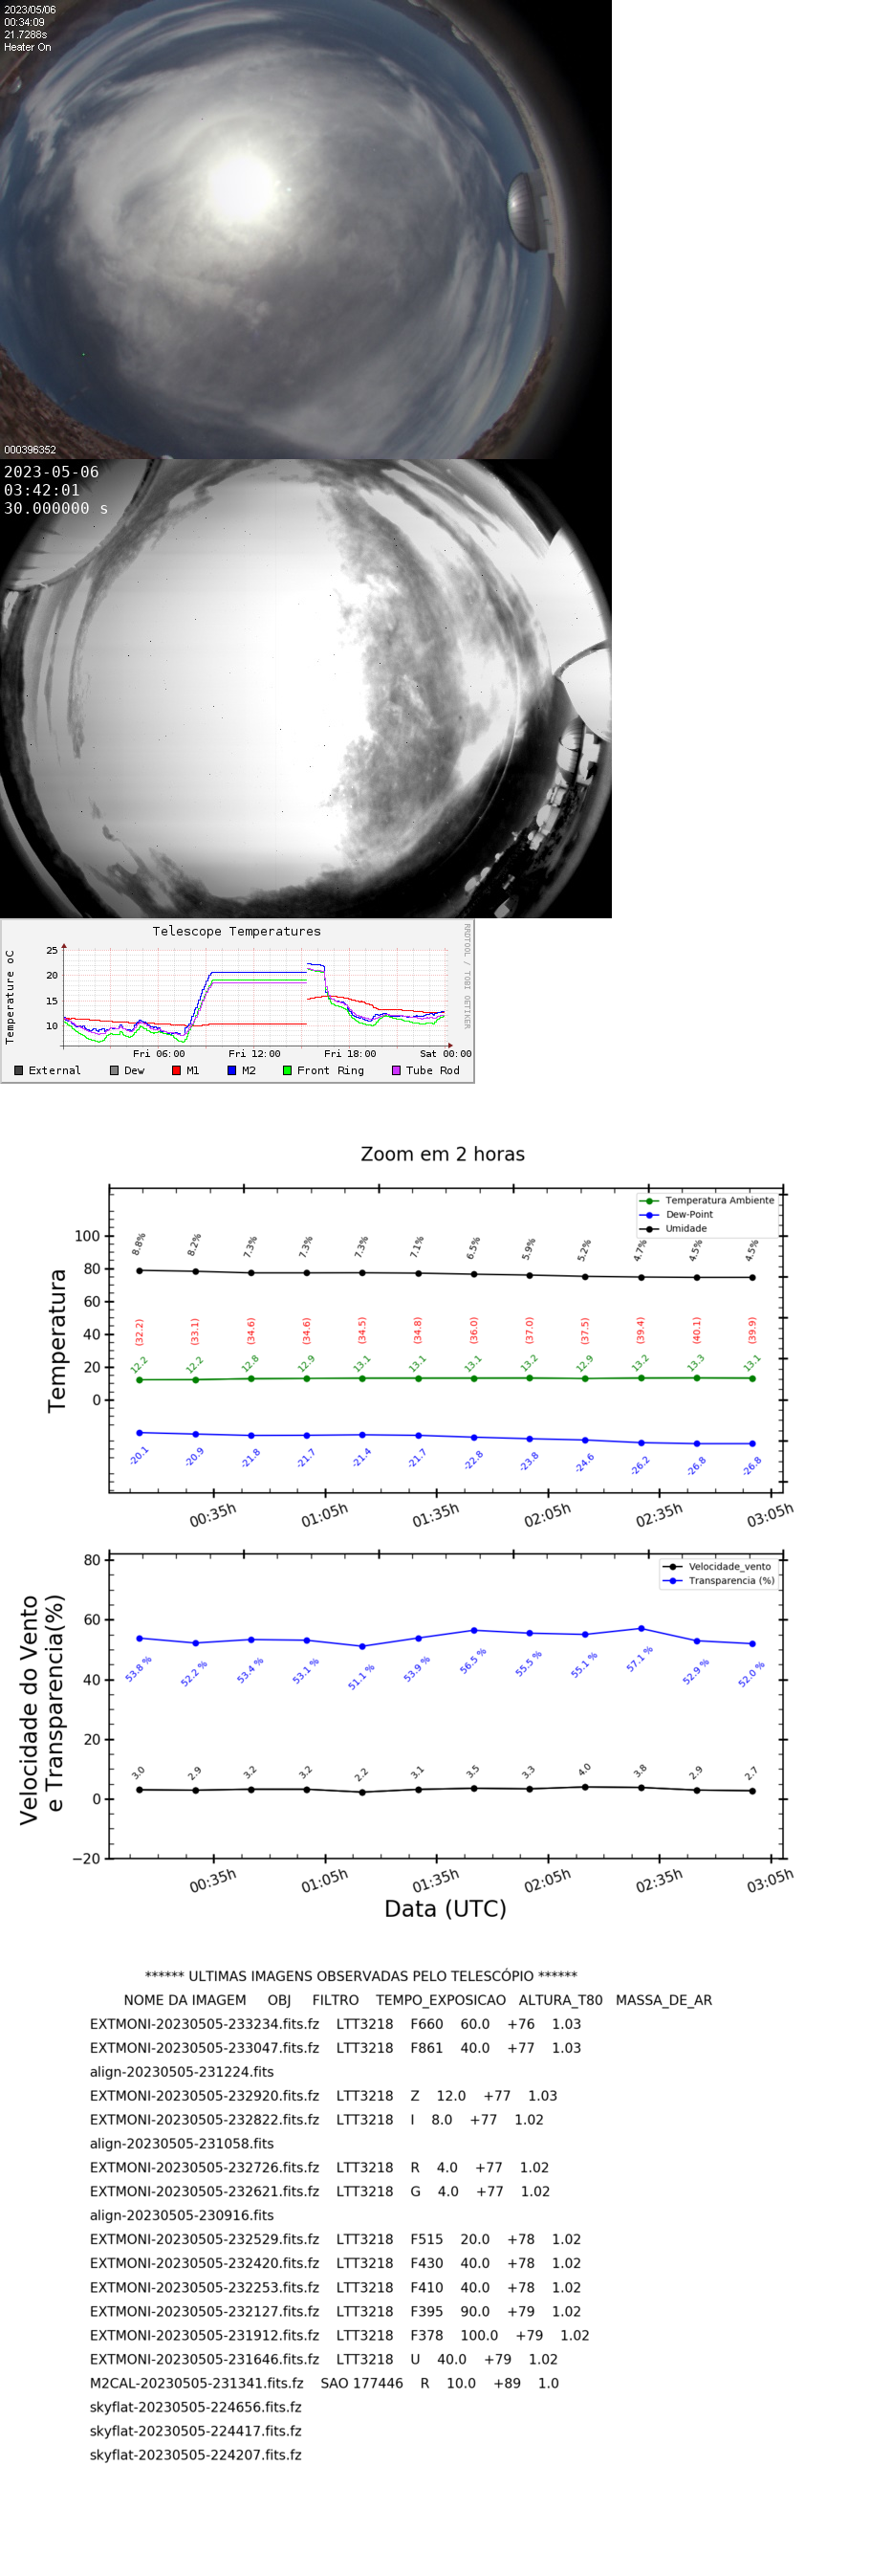 2023/05/06
00:34:09
21.7288s
Heater On
000396352
2023-05-06
03:42:01
30.000000 s
Telescope Temperatures
RRDTOOL / TOBI OETIKER
Temperature oC
25
20
15
10
Fri 06:00 Fri 12:00 Fri 18:00 Sat 00:00
External Dew M1 M2 Front Ring Tube Rod
Zoom em 2 horas
Temperatura Ambiente
Dew-Point
Umidade
Temperatura
100
80
60
40
20
0
8.8% 8.2% 7.3% 7.3% 7.3% 7.1% 6.5% 5.9% 5.2% 4.7% 4.5% 4.5%
(32.2) (33.1) (34.6) (34.6) (34.5) (34.8) (36.0) (37.0) (37.5) (39.4) (40.1) (39.9)
12.2 12.2 12.8 12.9 13.1 13.1 13.1 13.2 12.9 13.2 13.3 13.1
-20.1 -20.9 -21.8 -21.7 -21.4 -21.7 -22.8 -23.8 -24.6 -26.2 -26.8 -26.8
00:35h 01:05h 01:35h 02:05h 02:35h 03:05h
Velocidade_vento
Transparencia (%)
Velocidade do Vento
e Transparencia(%)
80
60
40
20
0
−20
53.8 % 52.2 % 53.4 % 53.1 % 51.1 % 53.9 % 56.5 % 55.5 % 55.1 % 57.1 % 52.9 % 52.0 %
3.0 2.9 3.2 3.2 2.2 3.1 3.5 3.3 4.0 3.8 2.9 2.7
00:35h 01:05h 01:35h 02:05h 02:35h 03:05h
Data (UTC)
****** ULTIMAS IMAGENS OBSERVADAS PELO TELESCÓPIO ******
NOME DA IMAGEM OBJ FILTRO TEMPO_EXPOSICAO ALTURA_T80 MASSA_DE_AR
EXTMONI-20230505-233234.fits.fz LTT3218 F660 60.0 +76 1.03
EXTMONI-20230505-233047.fits.fz LTT3218 F861 40.0 +77 1.03
align-20230505-231224.fits
EXTMONI-20230505-232920.fits.fz LTT3218 Z 12.0 +77 1.03
EXTMONI-20230505-232822.fits.fz LTT3218 I 8.0 +77 1.02
align-20230505-231058.fits
EXTMONI-20230505-232726.fits.fz LTT3218 R 4.0 +77 1.02
EXTMONI-20230505-232621.fits.fz LTT3218 G 4.0 +77 1.02
align-20230505-230916.fits
EXTMONI-20230505-232529.fits.fz LTT3218 F515 20.0 +78 1.02
EXTMONI-20230505-232420.fits.fz LTT3218 F430 40.0 +78 1.02
EXTMONI-20230505-232253.fits.fz LTT3218 F410 40.0 +78 1.02
EXTMONI-20230505-232127.fits.fz LTT3218 F395 90.0 +79 1.02
EXTMONI-20230505-231912.fits.fz LTT3218 F378 100.0 +79 1.02
EXTMONI-20230505-231646.fits.fz LTT3218 U 40.0 +79 1.02
M2CAL-20230505-231341.fits.fz SAO 177446 R 10.0 +89 1.0
skyflat-20230505-224656.fits.fz
skyflat-20230505-224417.fits.fz
skyflat-20230505-224207.fits.fz